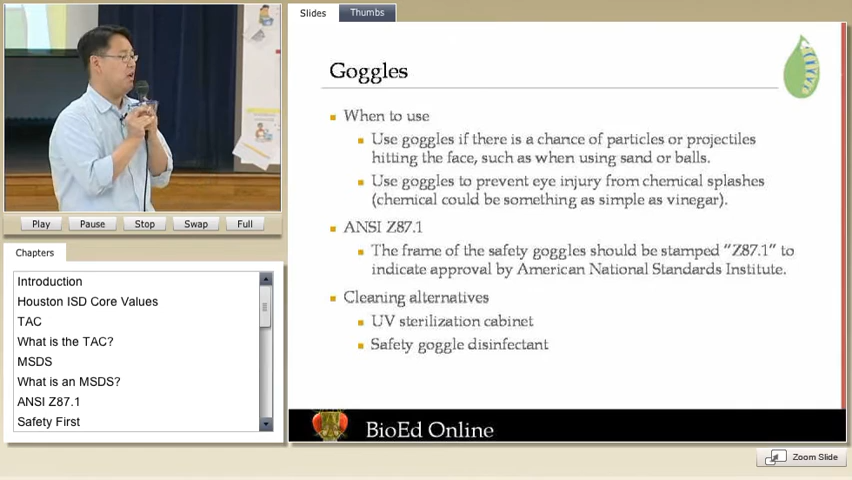 Slides
Thumbs
Goggles
When to use
Use goggles if there is a chance of particles or projectiles
hitting the face, such as when using sand or balls.
Use goggles to prevent eye injury from chemical splashes
(chemical could be something as simple as vinegar).
ANSI Z87.1
The frame of the safety goggles should be stamped "Z87.1" to
indicate approval by American National Standards Institute.
Cleaning alternatives
UV sterilization cabinet
Safety goggle disinfectant
BioEd Online
Zoom Slide
Play
Pause
Stop
Swap
Full
Chapters
Introduction
Houston ISD Core Values
TAC
What is the TAC?
MSDS
What is an MSDS?
ANSI Z87.1
Safety First